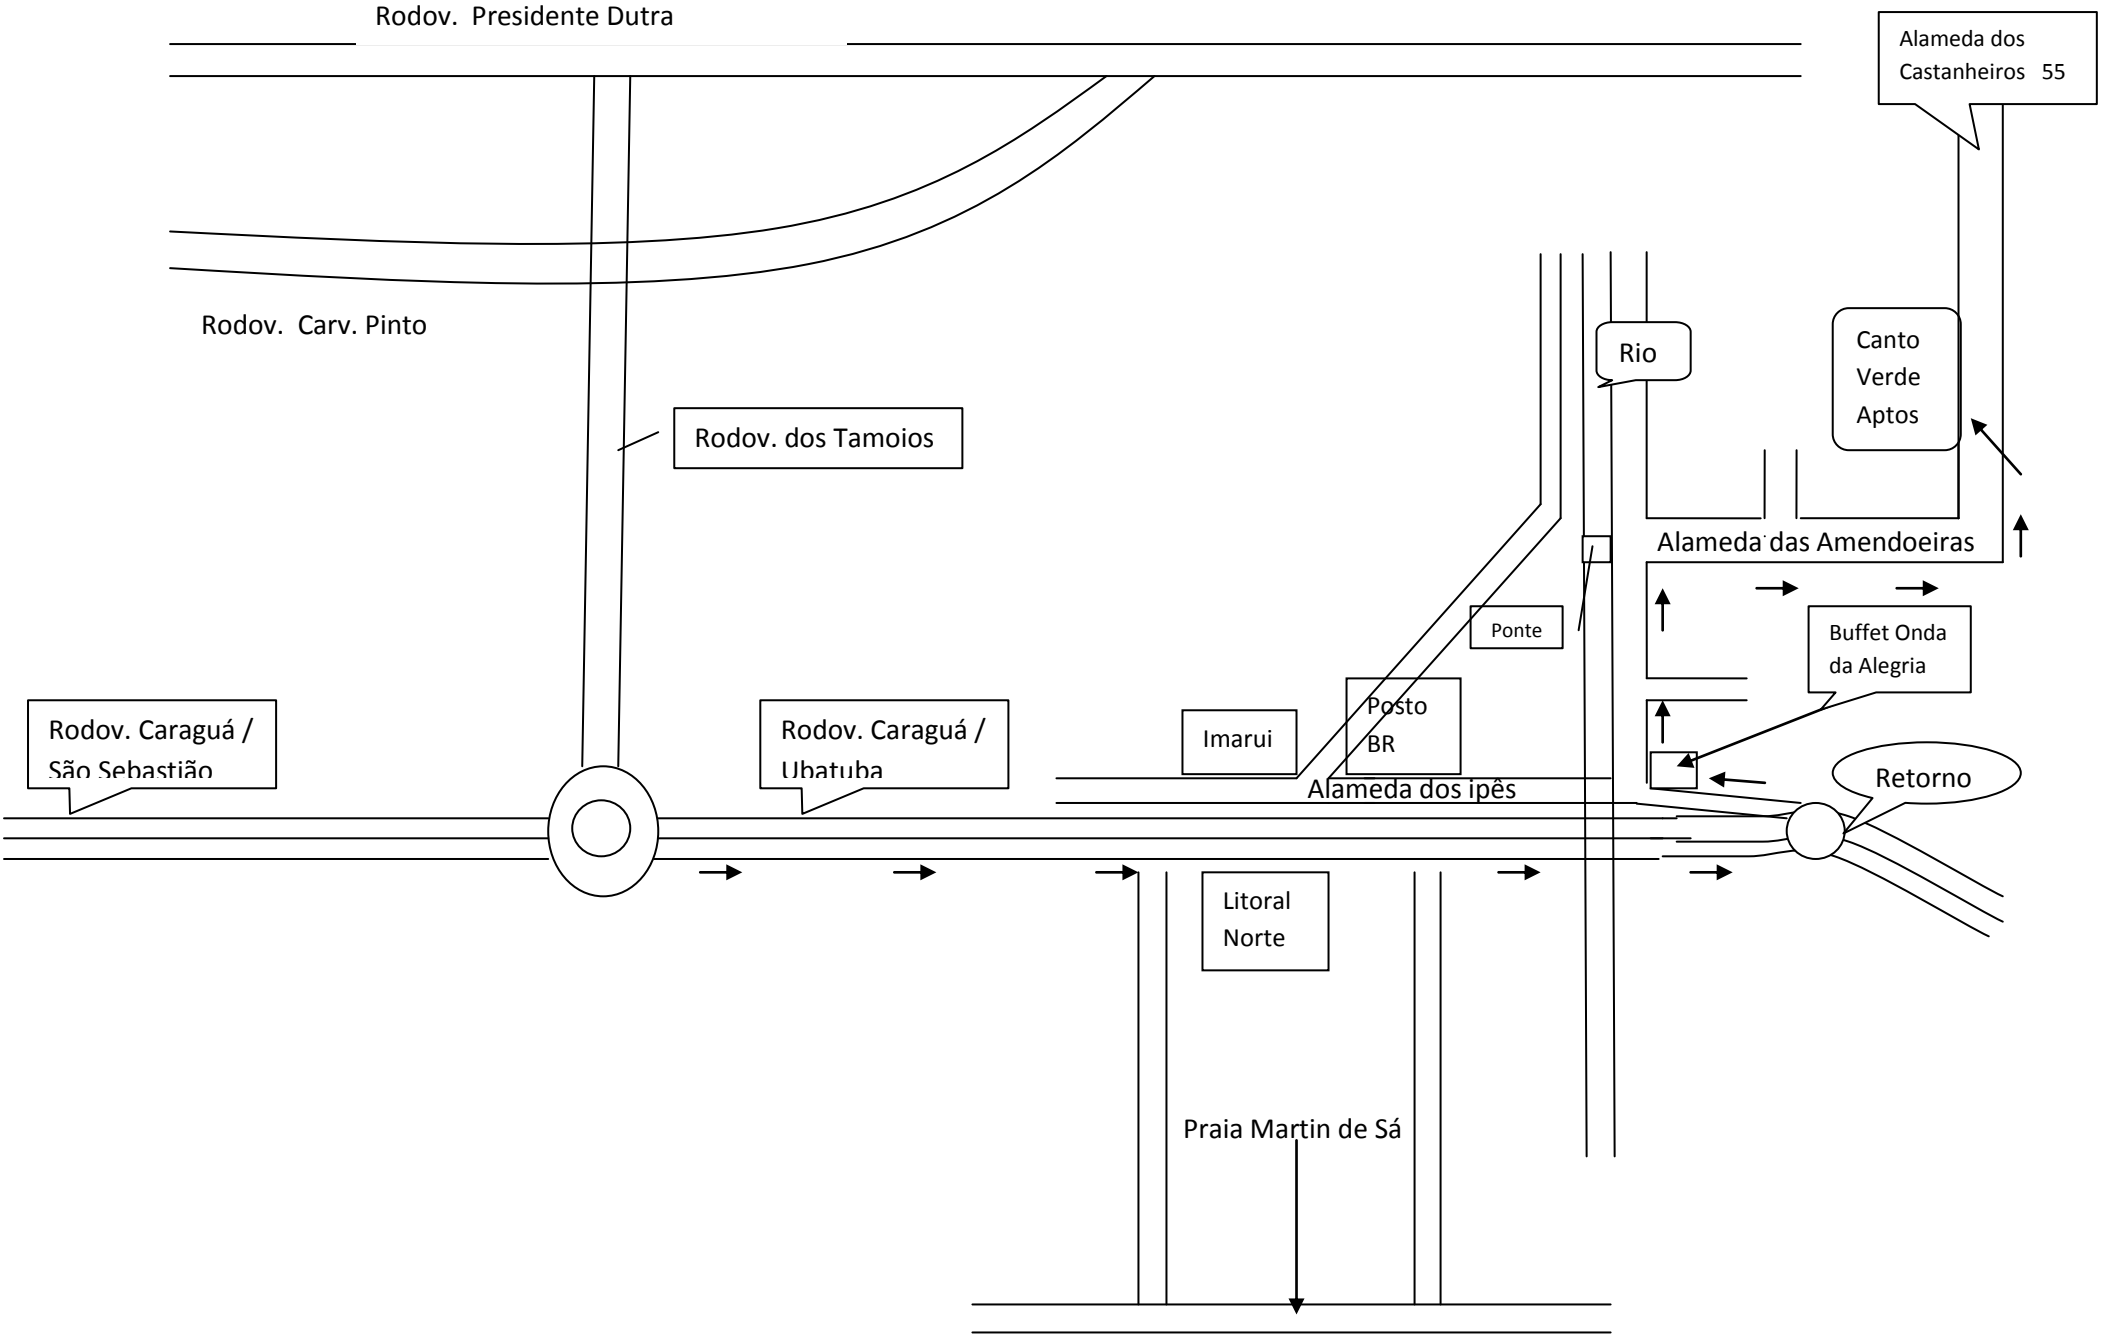 Rodov.  Presidente Dutra
Alameda dos
Castanheiros   55
Rodov.  Carv. Pinto
Rio
Canto
Verde
Aptos
Rodov. dos Tamoios
Alameda das Amendoeiras
Ponte
Buffet Onda
da Alegria
Rodov. Caraguá /
São Sebastião
Rodov. Caraguá /
Ubatuba
Imarui
Posto
BR
Retorno
Alameda dos ipês
Litoral
Norte
Praia Martin de Sá